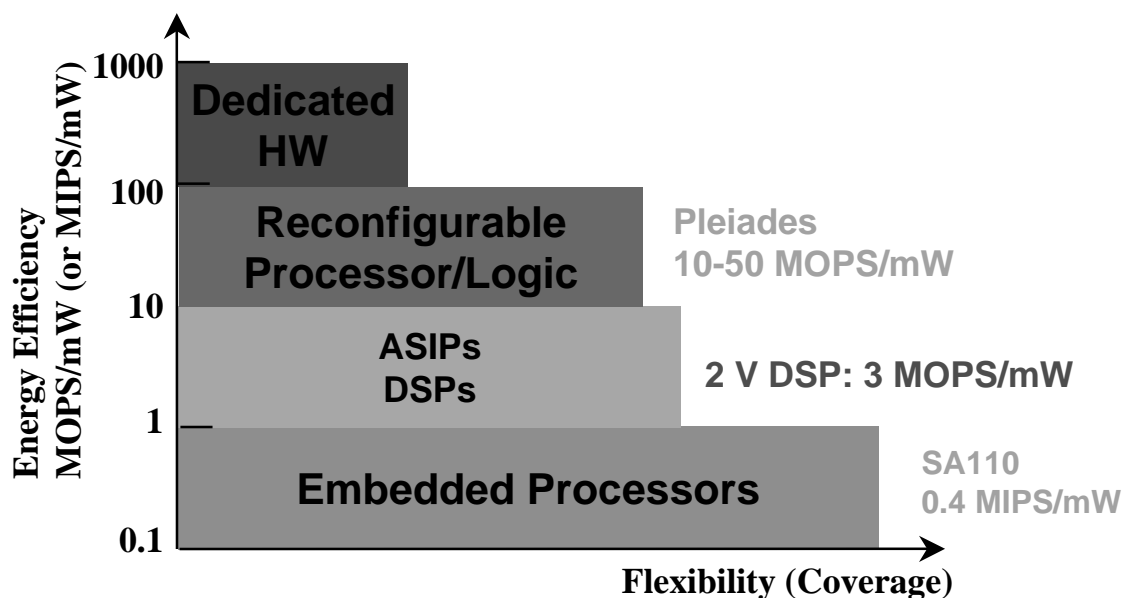 1000
100
10
1
0.1
Energy Efficiency
MOPS/mW (or MIPS/mW)
Dedicated
HW
Reconfigurable
Processor/Logic
Pleiades
10-50 MOPS/mW
ASIPs
DSPs
2 V DSP: 3 MOPS/mW
Embedded Processors
SA110
0.4 MIPS/mW
Flexibility (Coverage)